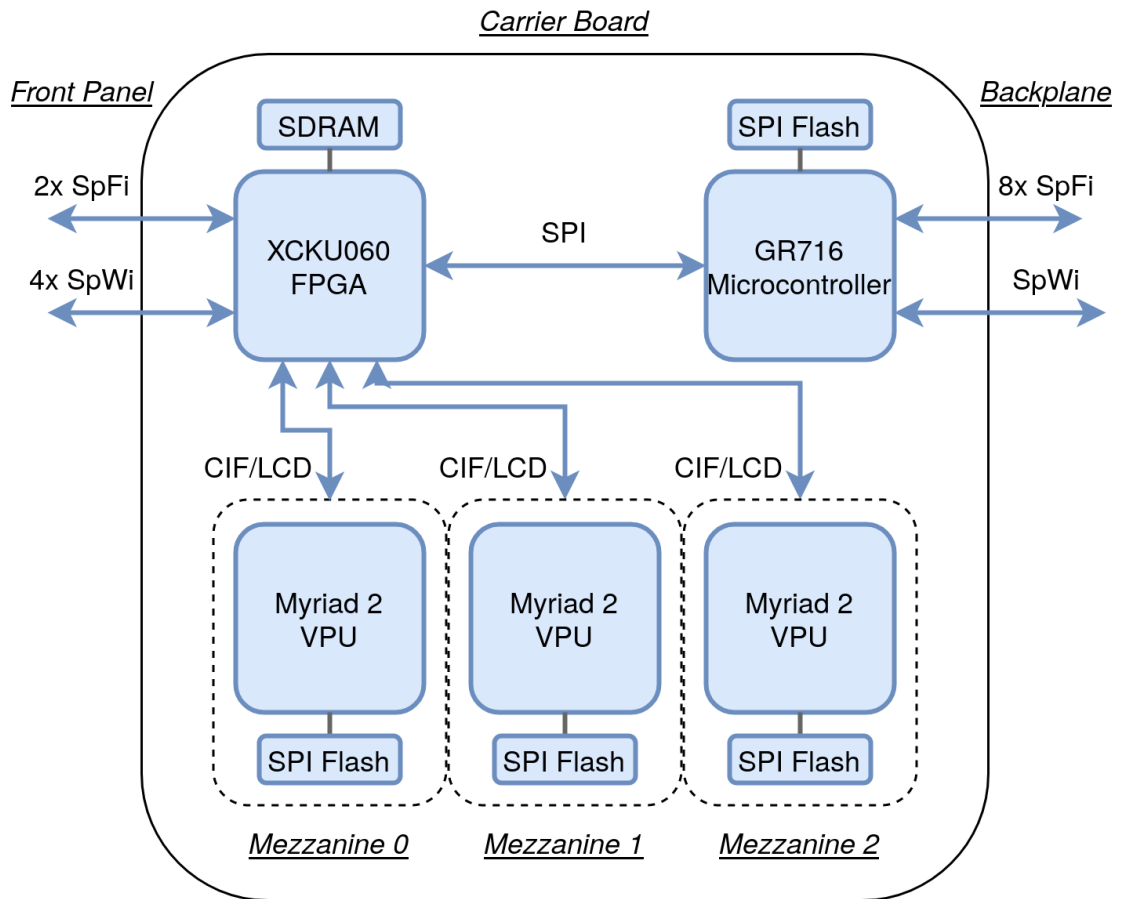 Carrier Board
Front Panel
Backplane
SDRAM
SPI Flash
2x SpFi
8x SpFi
SPI
XCKU060
FPGA
GR716
Microcontroller
4x SpWi
SpWi
CIF/LCD
CIF/LCD
CIF/LCD
Myriad 2
VPU
Myriad 2
VPU
Myriad 2
VPU
SPI Flash
SPI Flash
SPI Flash
Mezzanine 0
Mezzanine 1
Mezzanine 2